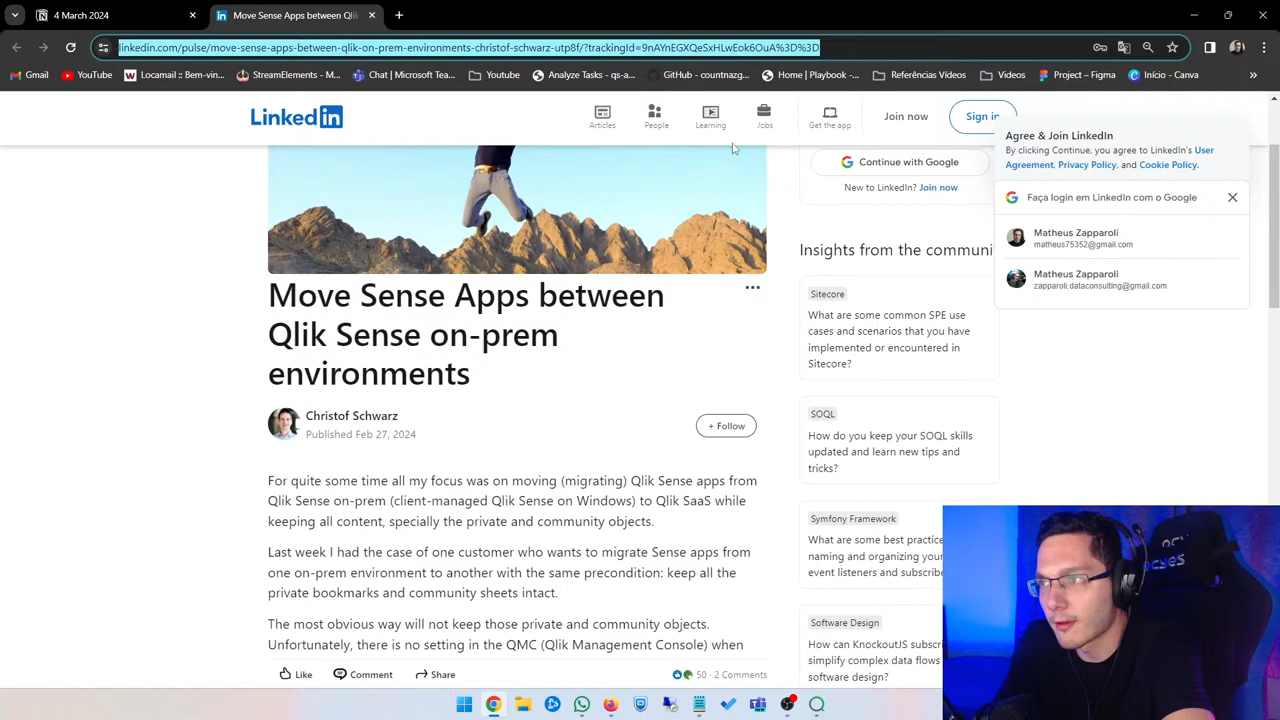 4 March 2024
Move Sense Apps between Qlik
linkedin.com/pulse/move-sense-apps-between-qlik-on-prem-environments-christof-schwarz-utp8f/?trackingId=9nAYnEGXQeSxHLwEok6OuA%3D%3D
Gmail YouTube Locamail :: Bem-vin... StreamElements - M... Chat | Microsoft Tea... Youtube Analyze Tasks - qs-a... GitHub - countnazg... Home | Playbook -... Referências Vídeos Vídeos Project – Figma Início - Canva
Linked in
Articles People Learning Jobs Get the app
Join now
Sign in
Agree & Join LinkedIn
By clicking Continue, you agree to LinkedIn's User
Agreement, Privacy Policy, and Cookie Policy.
Faça login em LinkedIn com o Google
Matheus Zapparoli
matheus75352@gmail.com
Matheus Zapparoli
zapparoli.dataconsulting@gmail.com
Continue with Google
New to LinkedIn? Join now
Move Sense Apps between
Qlik Sense on-prem
environments
Christof Schwarz
Published Feb 27, 2024
+ Follow
For quite some time all my focus was on moving (migrating) Qlik Sense apps from
Qlik Sense on-prem (client-managed Qlik Sense on Windows) to Qlik SaaS while
keeping all content, specially the private and community objects.
Last week I had the case of one customer who wants to migrate Sense apps from
one on-prem environment to another with the same precondition: keep all the
private bookmarks and community sheets intact.
The most obvious way will not keep those private and community objects.
Unfortunately, there is no setting in the QMC (Qlik Management Console) when
Like Comment Share
50 · 2 Comments
Insights from the communi
Sitecore
What are some common SPE use
cases and scenarios that you have
implemented or encountered in
Sitecore?
SOQL
How do you keep your SOQL skills
updated and learn new tips and
tricks?
Symfony Framework
What are some best practice
naming and organizing your
event listeners and subscribe
Software Design
How can KnockoutJS subscri
simplify complex data flows
software design?